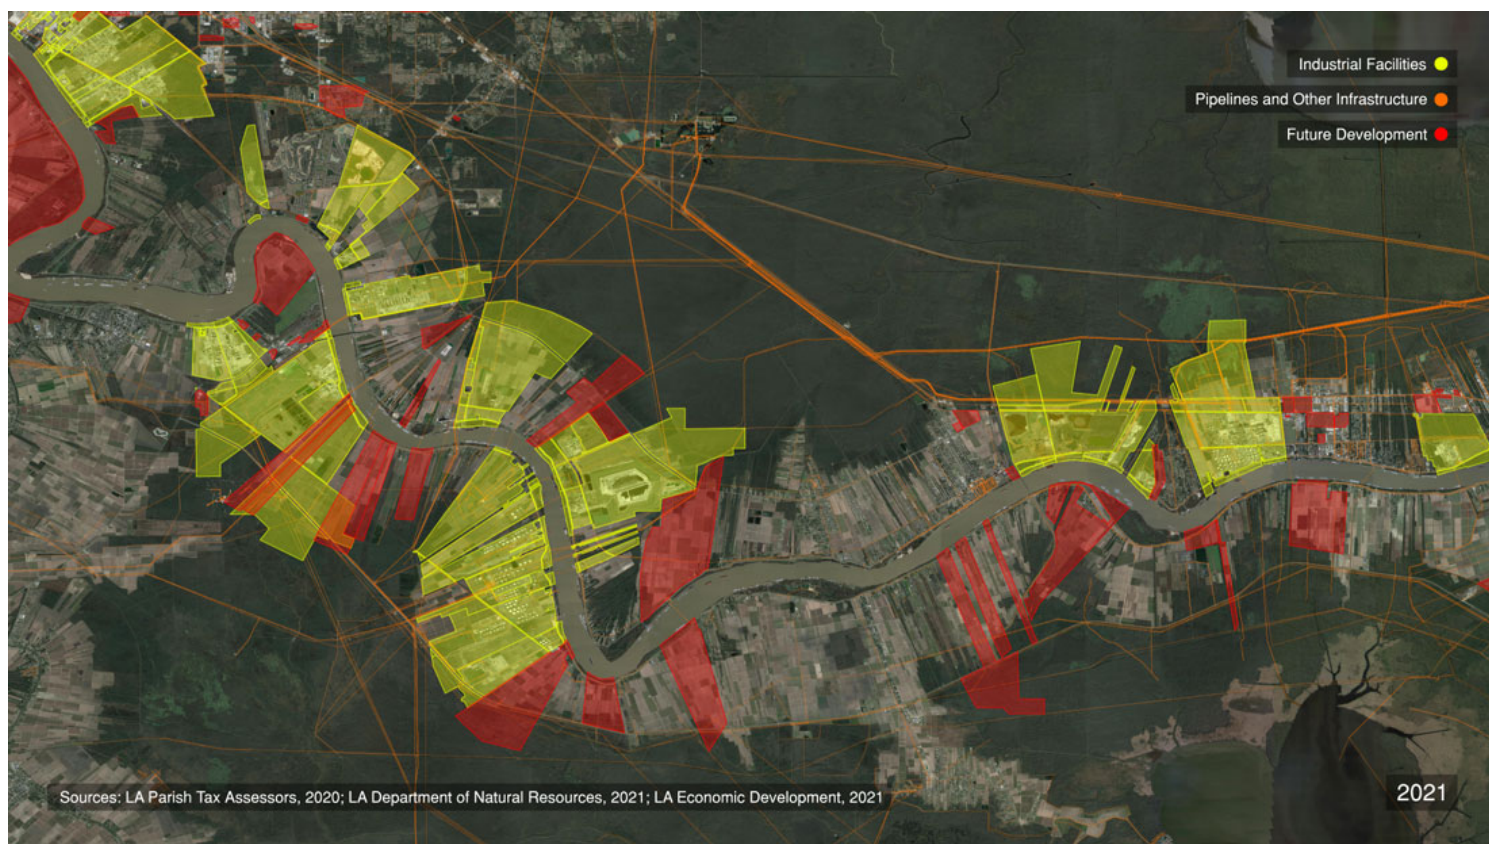 Industrial Facilities
Pipelines and Other Infrastructure
Future Development
Sources: LA Parish Tax Assessors, 2020; LA Department of Natural Resources, 2021; LA Economic Development, 2021
2021